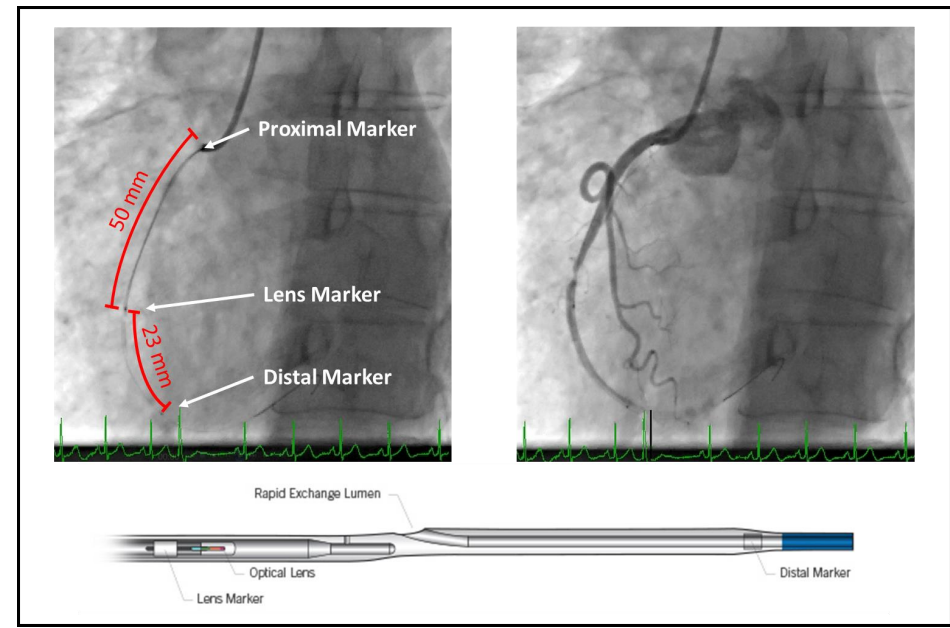 Proximal Marker
50 mm
Lens Marker
23 mm
Distal Marker
Rapid Exchange Lumen
Optical Lens
Distal Marker
Lens Marker